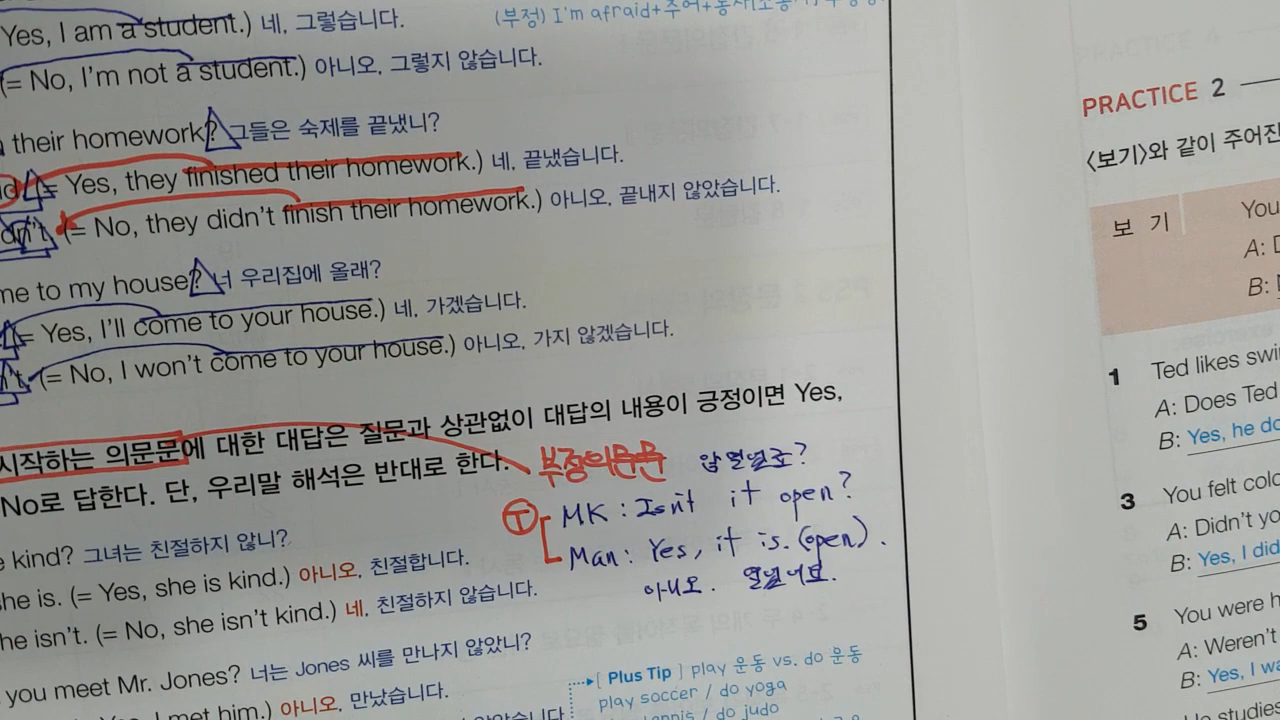 Yes, I am a student.) 네, 그렇습니다.
(부정) I'm afraid+주어+동사
(= No, I'm not a student.) 아니오, 그렇지 않습니다.
their homework? 그들은 숙제를 끝냈니?
(= Yes, they finished their homework.) 네, 끝냈습니다.
(= No, they didn't finish their homework.) 아니오, 끝내지 않았습니다.
me to my house? 너 우리집에 올래?
= Yes, I'll come to your house.) 네, 가겠습니다.
(= No, I won't come to your house.) 아니오, 가지 않겠습니다.
시작하는 의문문에 대한 대답은 질문과 상관없이 대답의 내용이 긍정이면 Yes,
No로 답한다. 단, 우리말 해석은 반대로 한다.
부정의문문
T MK : Isn't it open?
Man : Yes, it is. (open).
아니오.
kind? 그녀는 친절하지 않니?
she is. (= Yes, she is kind.) 아니오, 친절합니다.
he isn't. (= No, she isn't kind.) 네, 친절하지 않습니다.
you meet Mr. Jones? 너는 Jones 씨를 만나지 않았니?
I met him.) 아니오, 만났습니다.
않았습니다.
[ Plus Tip ] play 운동 vs. do 운동
play soccer / do yoga
tennis / do judo
PRACTICE 2
<보기>와 같이 주어진
보 기
You
A:
B:
1 Ted likes swi
A: Does Ted
B: Yes, he do
3 You felt cold
A: Didn't yo
B: Yes, I did
5 You were h
A: Weren't
B: Yes, I wa
He studies